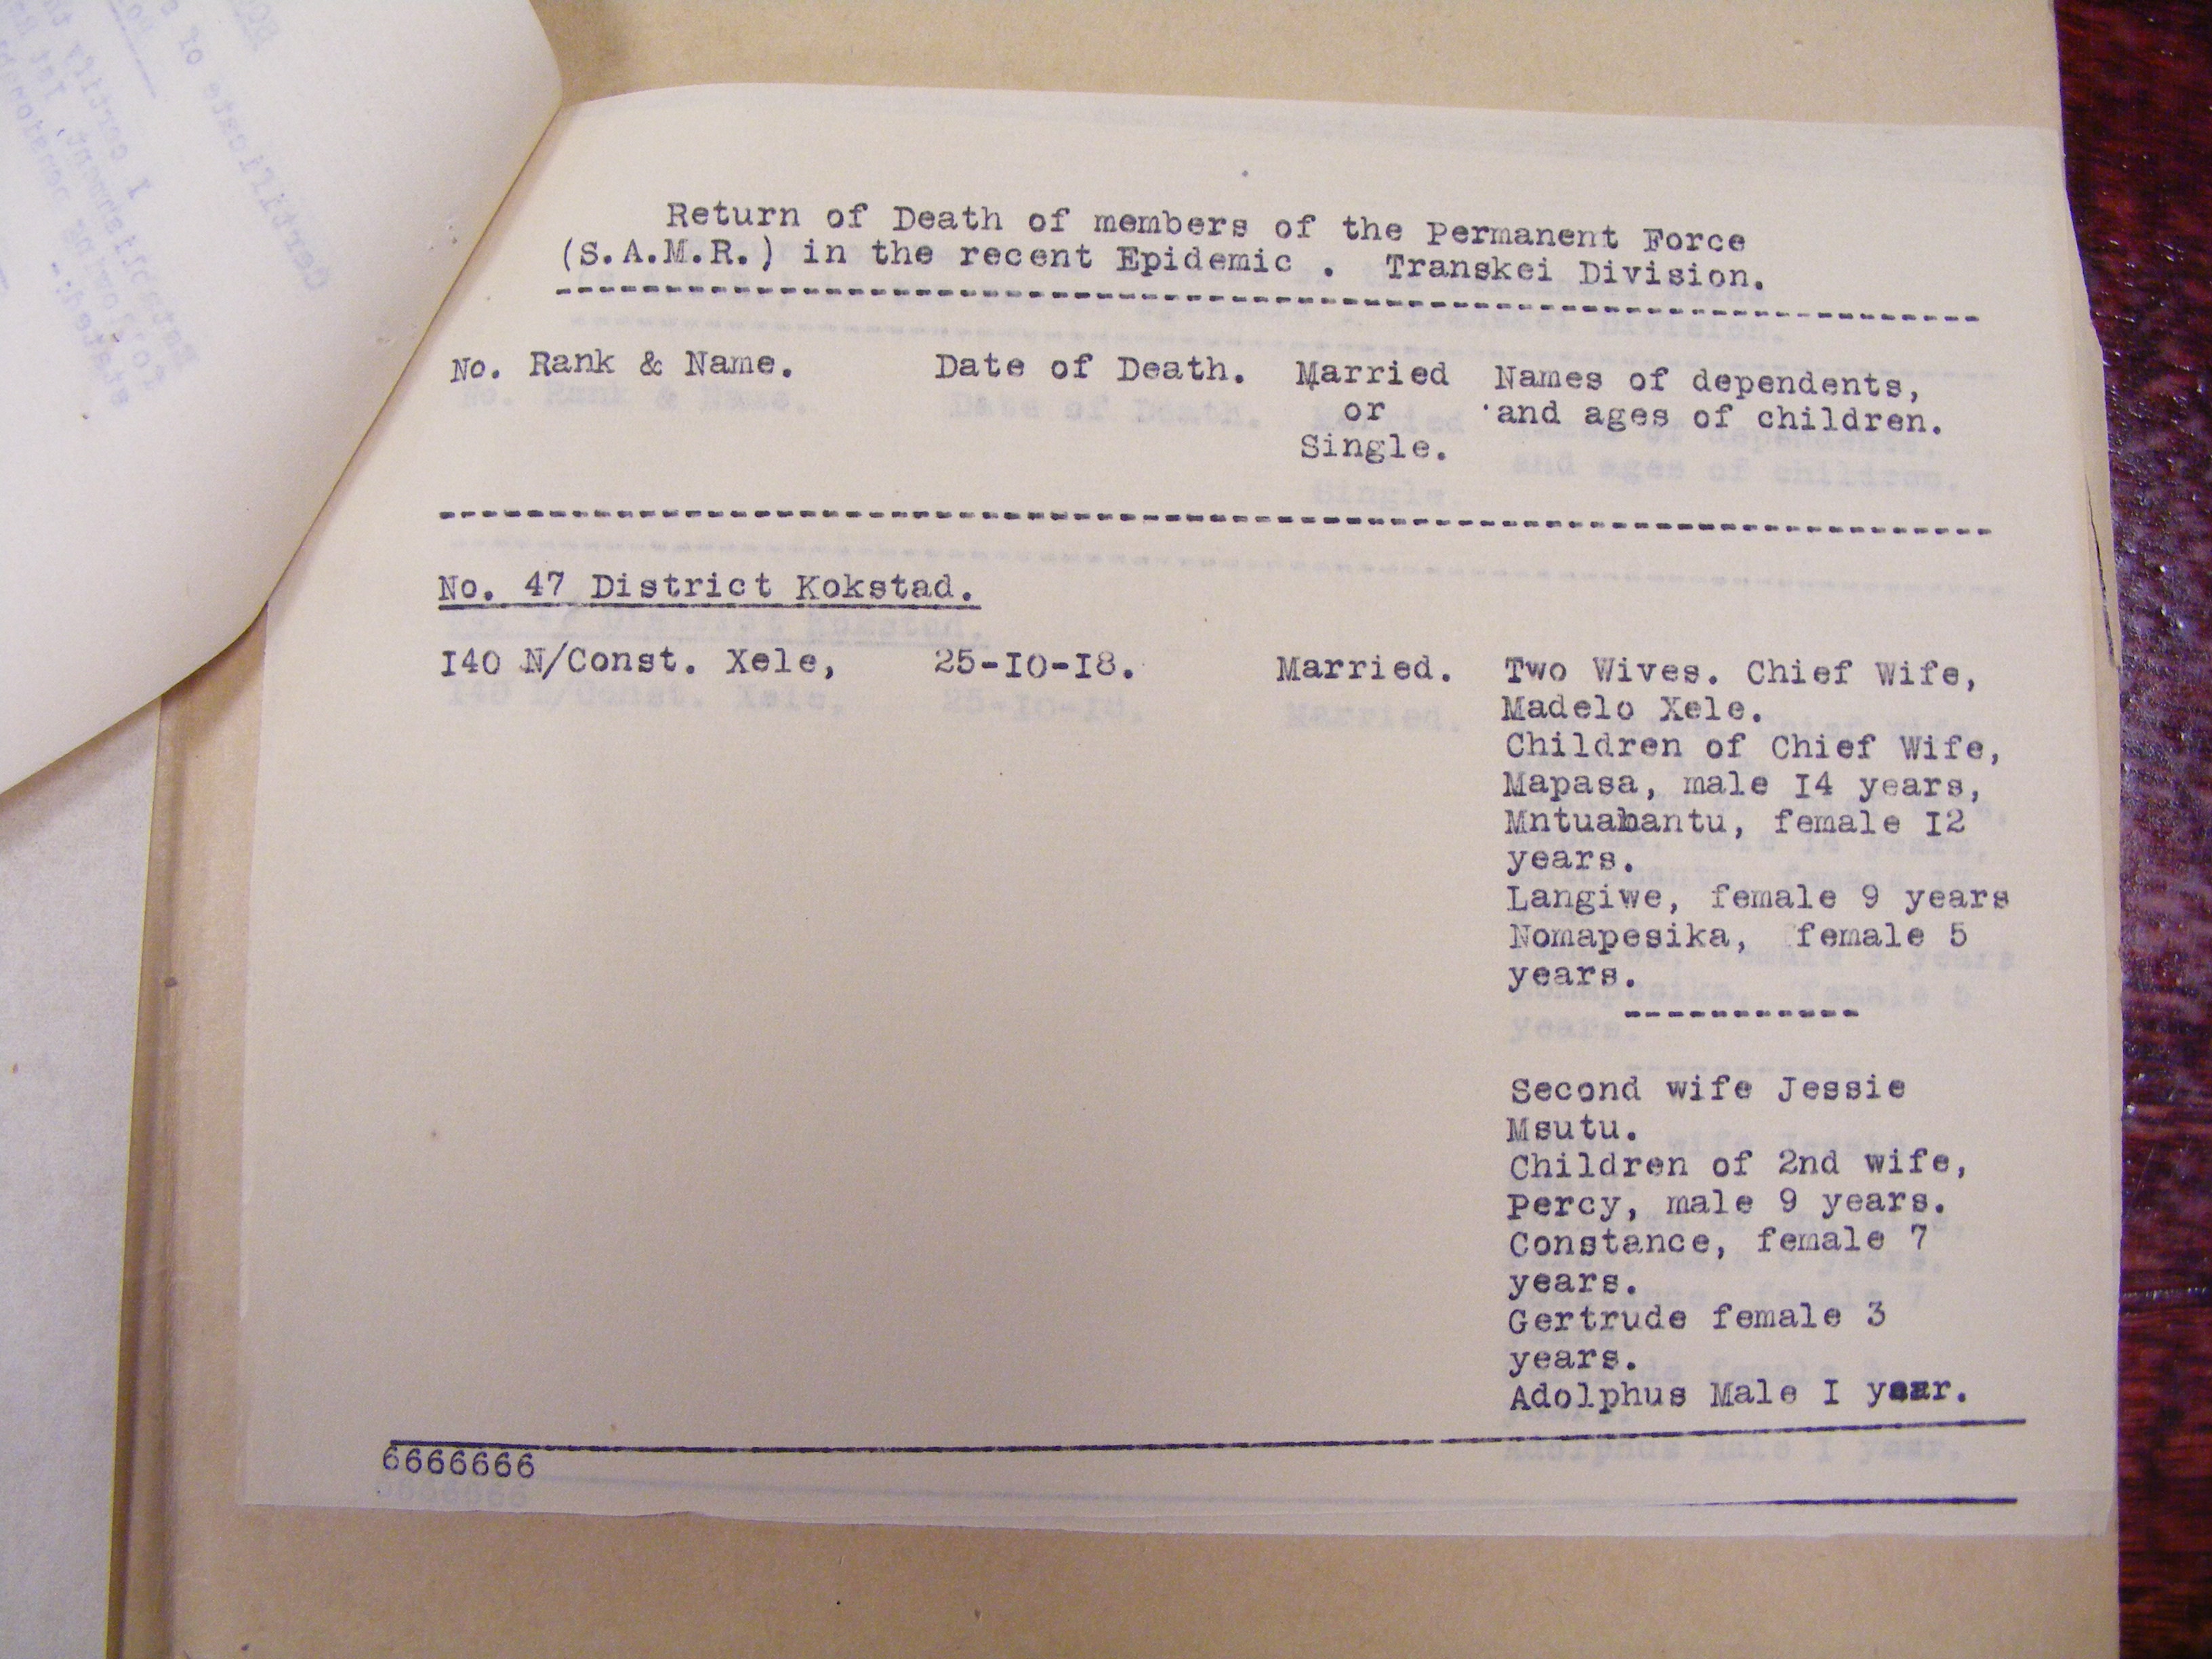 Return of Death of members of the Permanent Force
(S.A.M.R.) in the recent Epidemic . Transkei Division.
No. Rank & Name. Date of Death. Married Names of dependents,
or and ages of children.
Single.
No. 47 District Kokstad.
I40 N/Const. Xele, 25-IO-I8. Married. Two Wives. Chief Wife,
Madelo Xele.
Children of Chief Wife,
Mapasa, male I4 years,
Mntuabantu, female I2
years.
Langiwe, female 9 years
Nomapesika, female 5
years.
Second wife Jessie
Msutu.
Children of 2nd wife,
Percy, male 9 years.
Constance, female 7
years.
Gertrude female 3
years.
Adolphus Male I year.
6666666